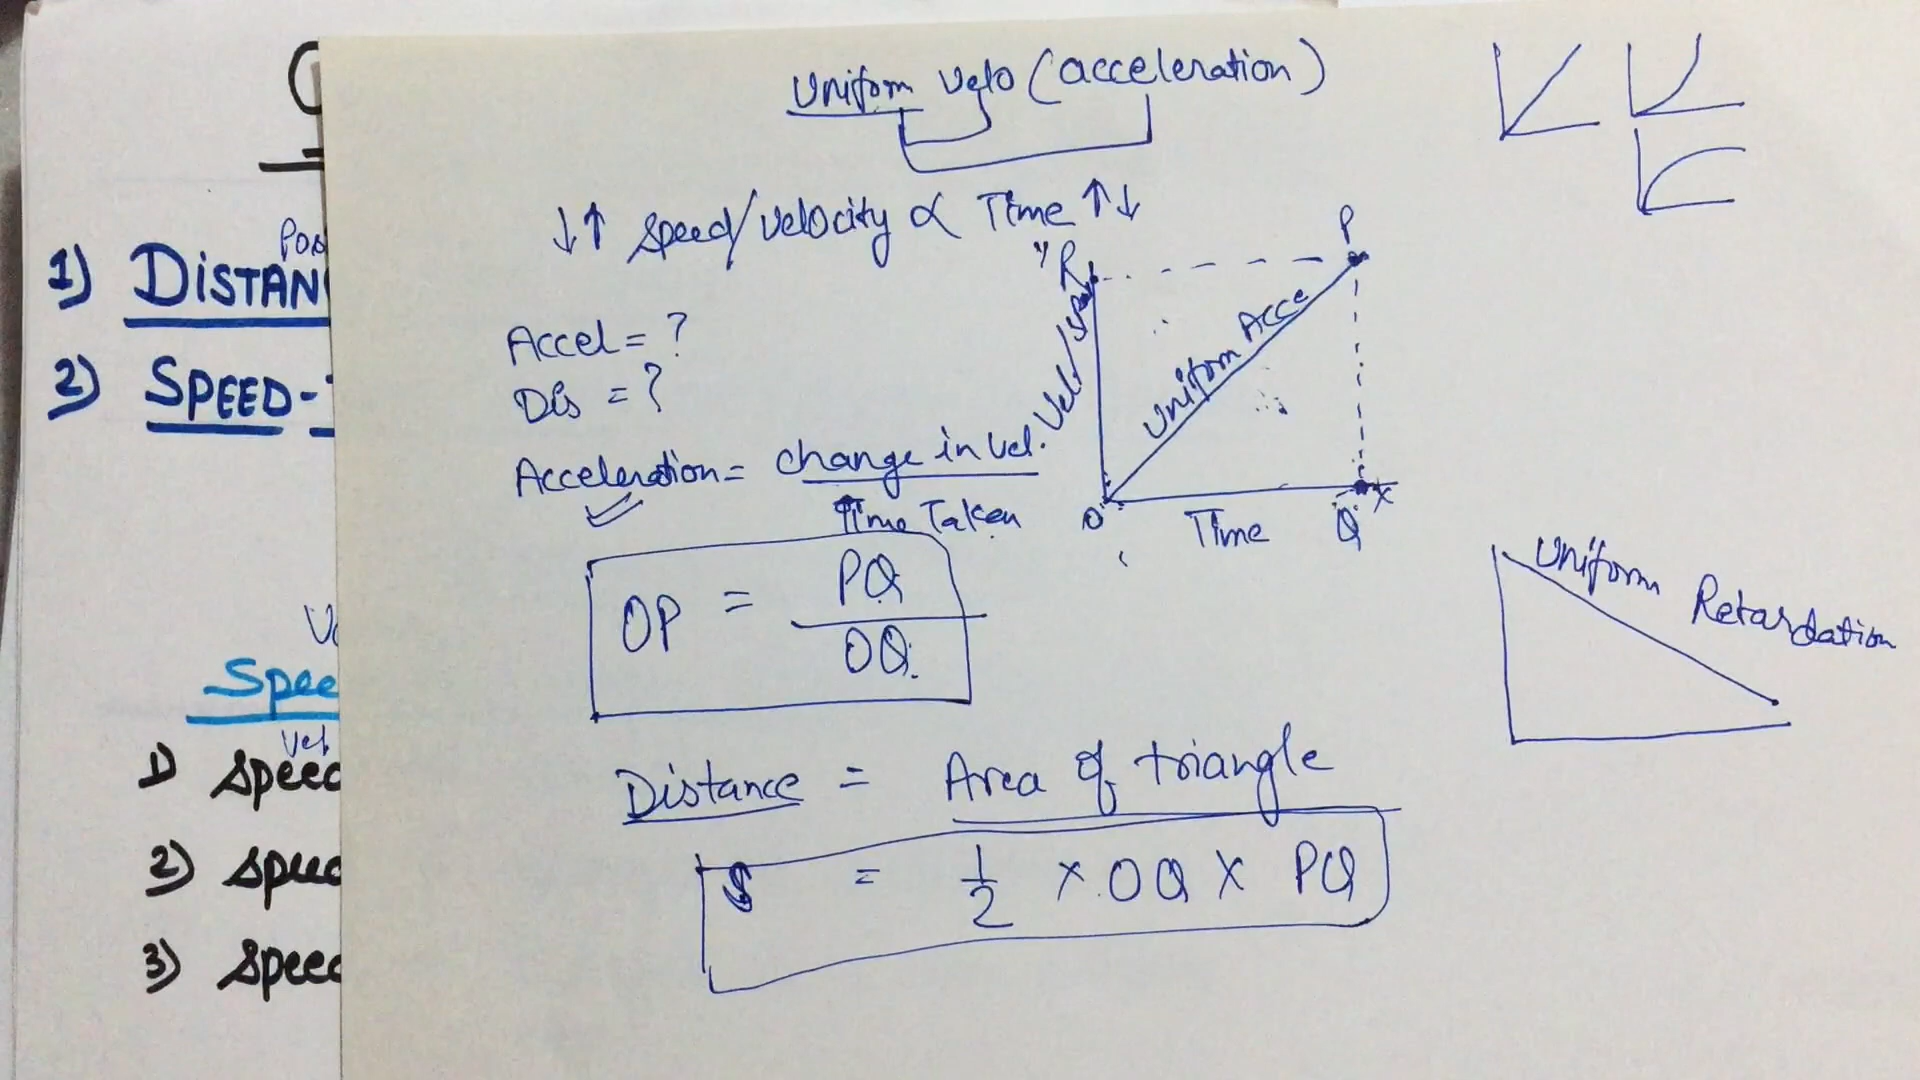 Uniform Velo (acceleration)
↓↑ Speed/Velocity ∝ Time ↑↓
Accel = ?
Dis = ?
Acceleration = change in Vel.
Time Taken
OP = PQ
OQ.
Distance = Area of triangle
S = 1/2 × OQ × PQ
P
Y R
Uniform Acce
O Time Q X
Uniform Retardation
1) DISTAN
2) SPEED-
Spee
Vel
1) Speed
2) Speed
3) Speed